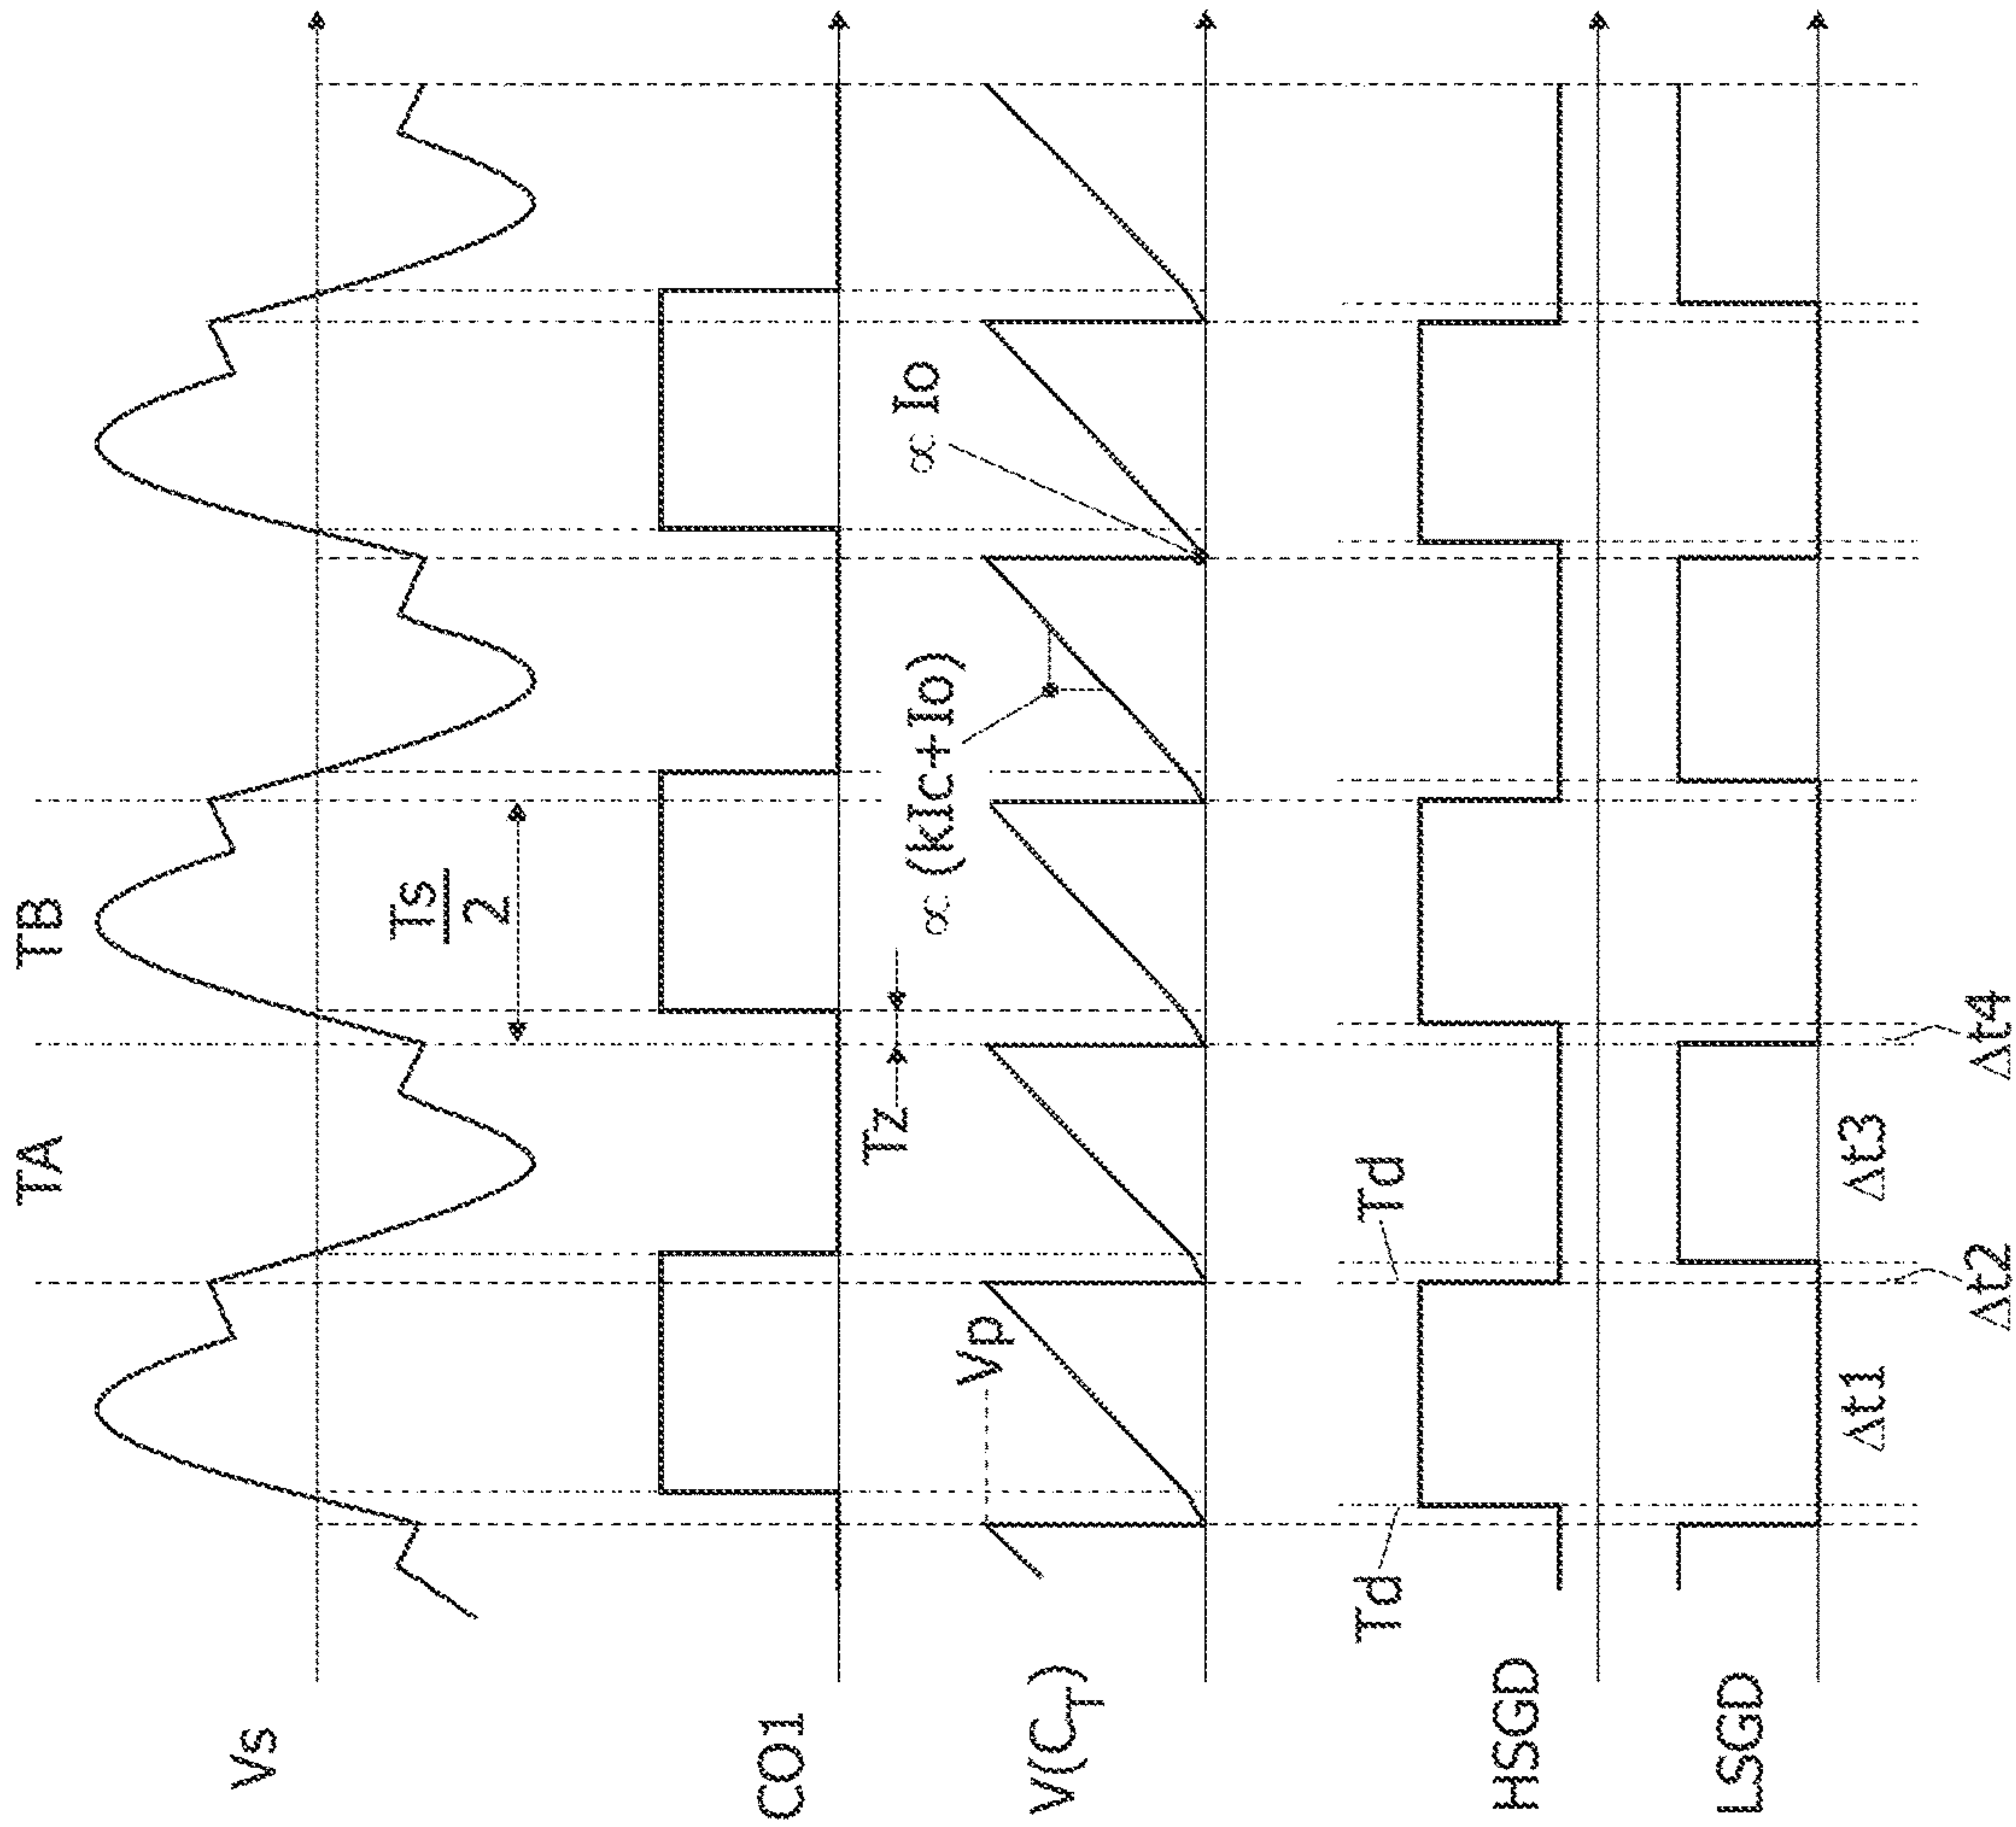 Vs
CO1
V(CT)
HSGD
LSGD
TA
TB
Ts
2
Tz
∝ (kIc+Io)
∝ Io
Vp
Td
Td
Δt1
Δt2
Δt3
Δt4